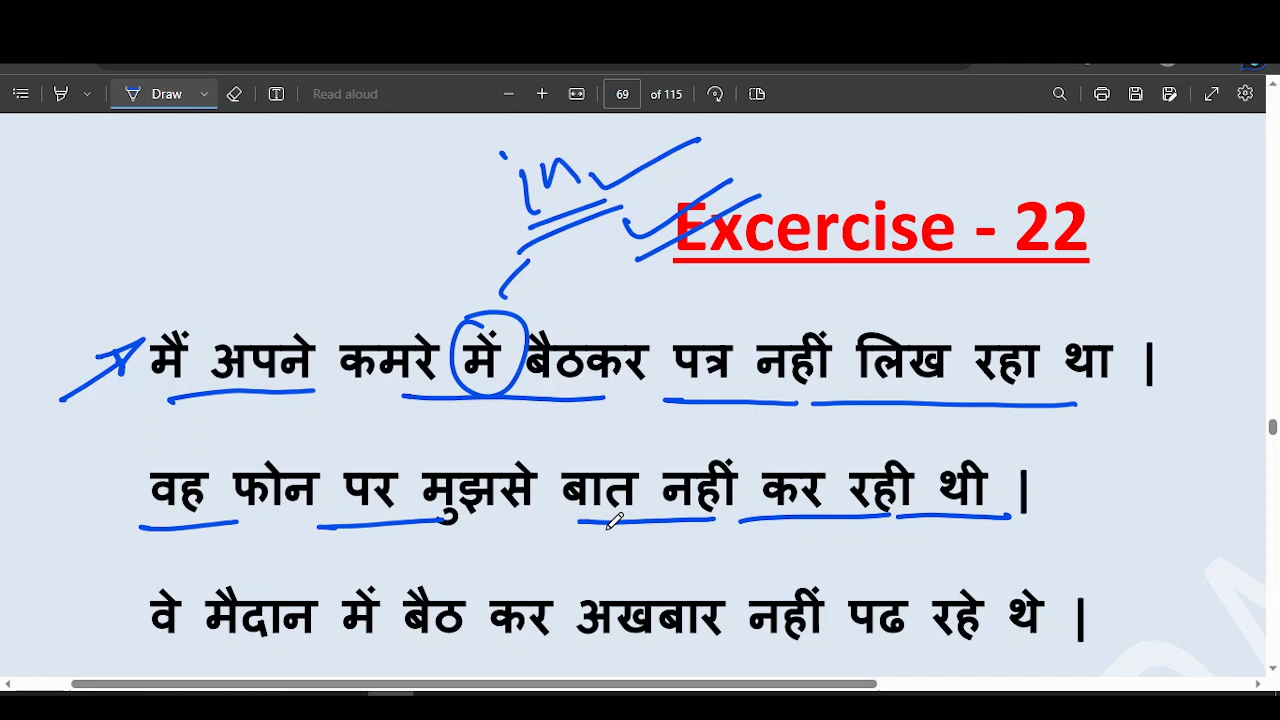 Draw
Read aloud
69 of 115
in
Excercise - 22
मैं अपने कमरे में बैठकर पत्र नहीं लिख रहा था |
वह फोन पर मुझसे बात नहीं कर रही थी |
वे मैदान में बैठ कर अखबार नहीं पढ रहे थे |